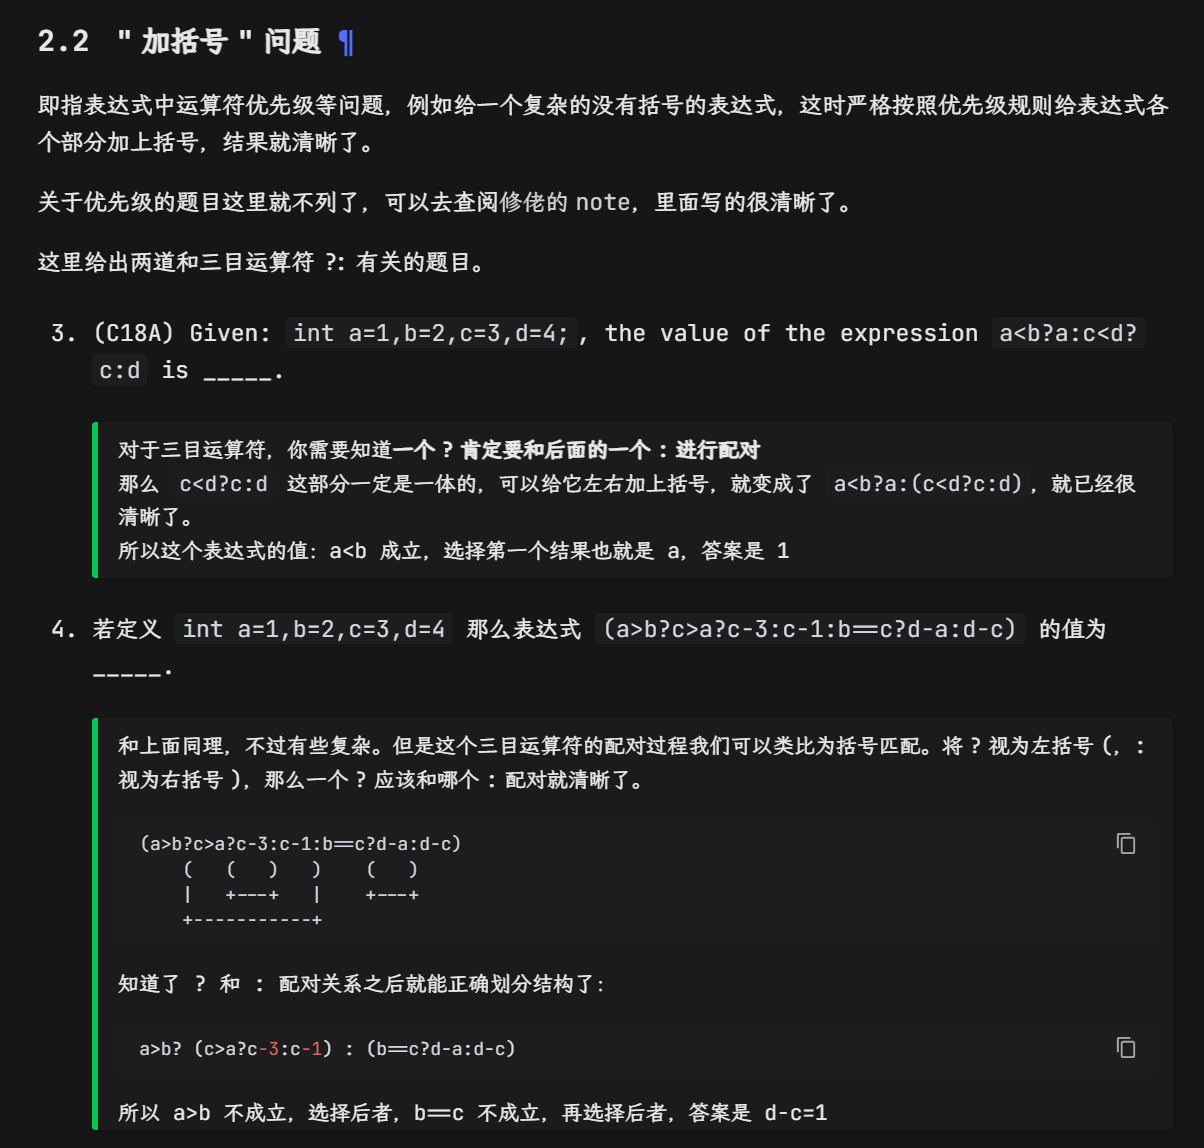 2.2 "加括号"问题 ¶
即指表达式中运算符优先级等问题，例如给一个复杂的没有括号的表达式，这时严格按照优先级规则给表达式各
个部分加上括号，结果就清晰了。
关于优先级的题目这里就不列了，可以去查阅修佬的 note，里面写的很清晰了。
这里给出两道和三目运算符 ?: 有关的题目。
3. (C18A) Given: int a=1,b=2,c=3,d=4;, the value of the expression a<b?a:c<d?
c:d is _____.
对于三目运算符，你需要知道一个 ? 肯定要和后面的一个 : 进行配对
那么 c<d?c:d 这部分一定是一体的，可以给它左右加上括号，就变成了 a<b?a:(c<d?c:d)，就已经很
清晰了。
所以这个表达式的值：a<b 成立，选择第一个结果也就是 a，答案是 1
4. 若定义 int a=1,b=2,c=3,d=4 那么表达式 (a>b?c>a?c-3:c-1:b==c?d-a:d-c) 的值为
_____.
和上面同理，不过有些复杂。但是这个三目运算符的配对过程我们可以类比为括号匹配。将 ? 视为左括号 (，:
视为右括号 )，那么一个 ? 应该和哪个 : 配对就清晰了。
(a>b?c>a?c-3:c-1:b==c?d-a:d-c)
    (   (   )   )    (   )
    |   +---+   |    +---+
    +-----------+
知道了 ? 和 : 配对关系之后就能正确划分结构了：
a>b? (c>a?c-3:c-1) : (b==c?d-a:d-c)
所以 a>b 不成立，选择后者，b==c 不成立，再选择后者，答案是 d-c=1